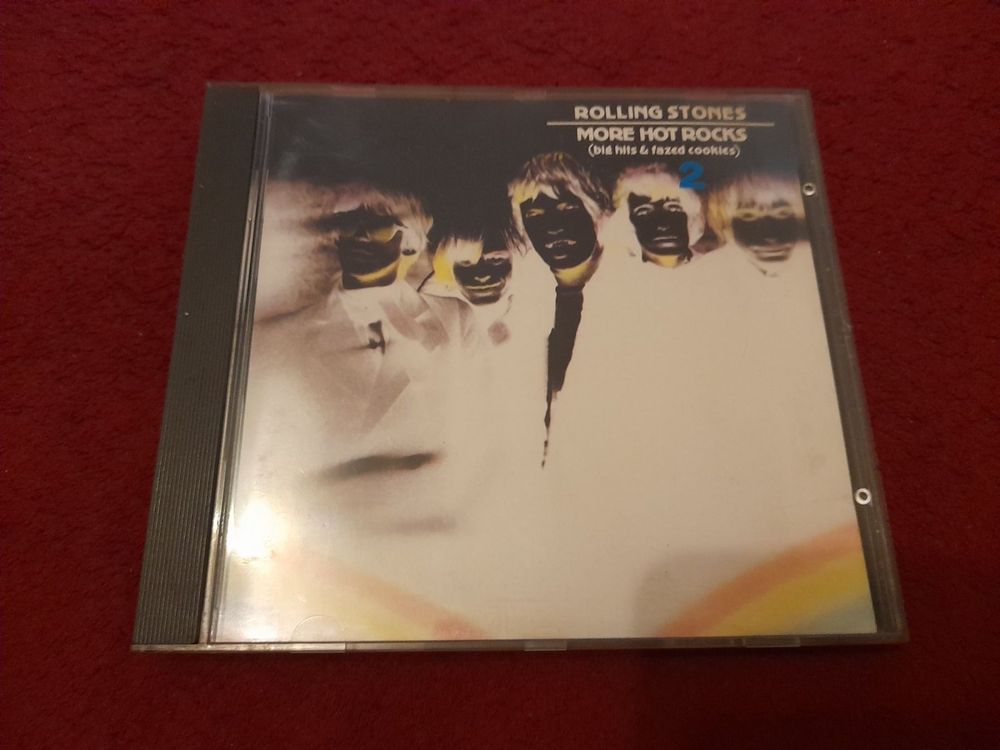 ROLLING STONES
MORE HOT ROCKS
(big hits & fazed cookies)
2